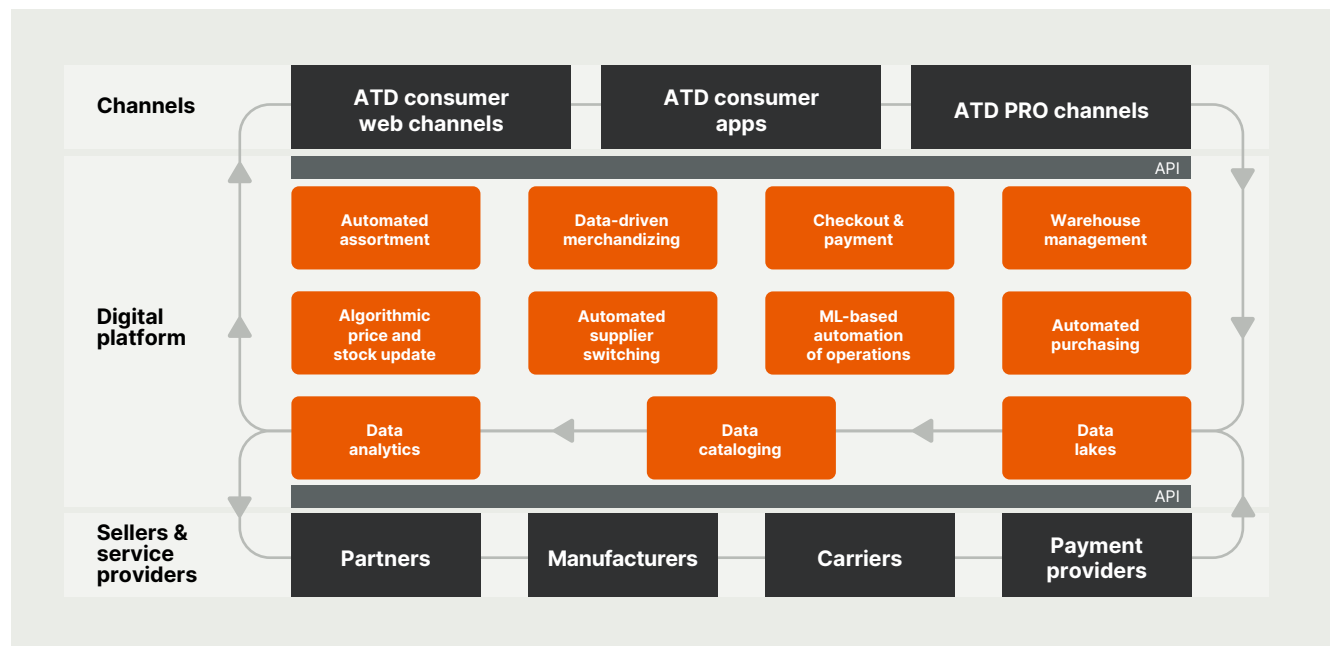 Channels
ATD consumer
web channels
ATD consumer
apps
ATD PRO channels
API
Digital
platform
Automated
assortment
Data-driven
merchandizing
Checkout &
payment
Warehouse
management
Algorithmic
price and
stock update
Automated
supplier
switching
ML-based
automation
of operations
Automated
purchasing
Data
analytics
Data
cataloging
Data
lakes
API
Sellers &
service
providers
Partners
Manufacturers
Carriers
Payment
providers